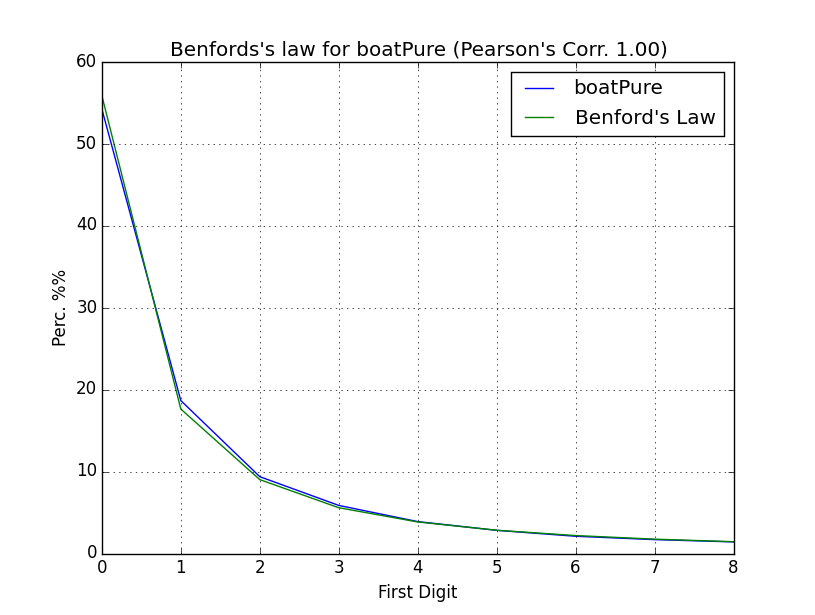 Benfords's law for boatPure (Pearson's Corr. 1.00)
60
50
40
30
20
10
0
Perc. %%
boatPure
Benford's Law
0 1 2 3 4 5 6 7 8
First Digit